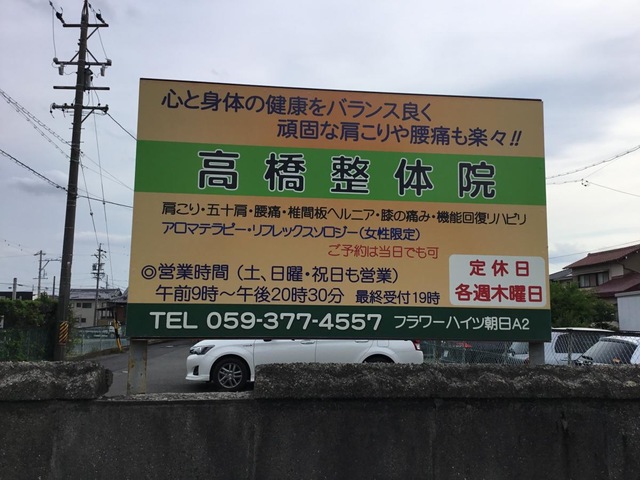 心と身体の健康をバランス良く
頑固な肩こりや腰痛も楽々!!
高橋整体院
肩こり・五十肩・腰痛・椎間板ヘルニア・膝の痛み・機能回復リハビリ
アロマテラピー・リフレックスソロジー(女性限定)
ご予約は当日でも可
◎営業時間(土、日曜・祝日も営業)
午前9時～午後20時30分 最終受付19時
定休日
各週木曜日
TEL 059-377-4557 フラワーハイツ朝日A2